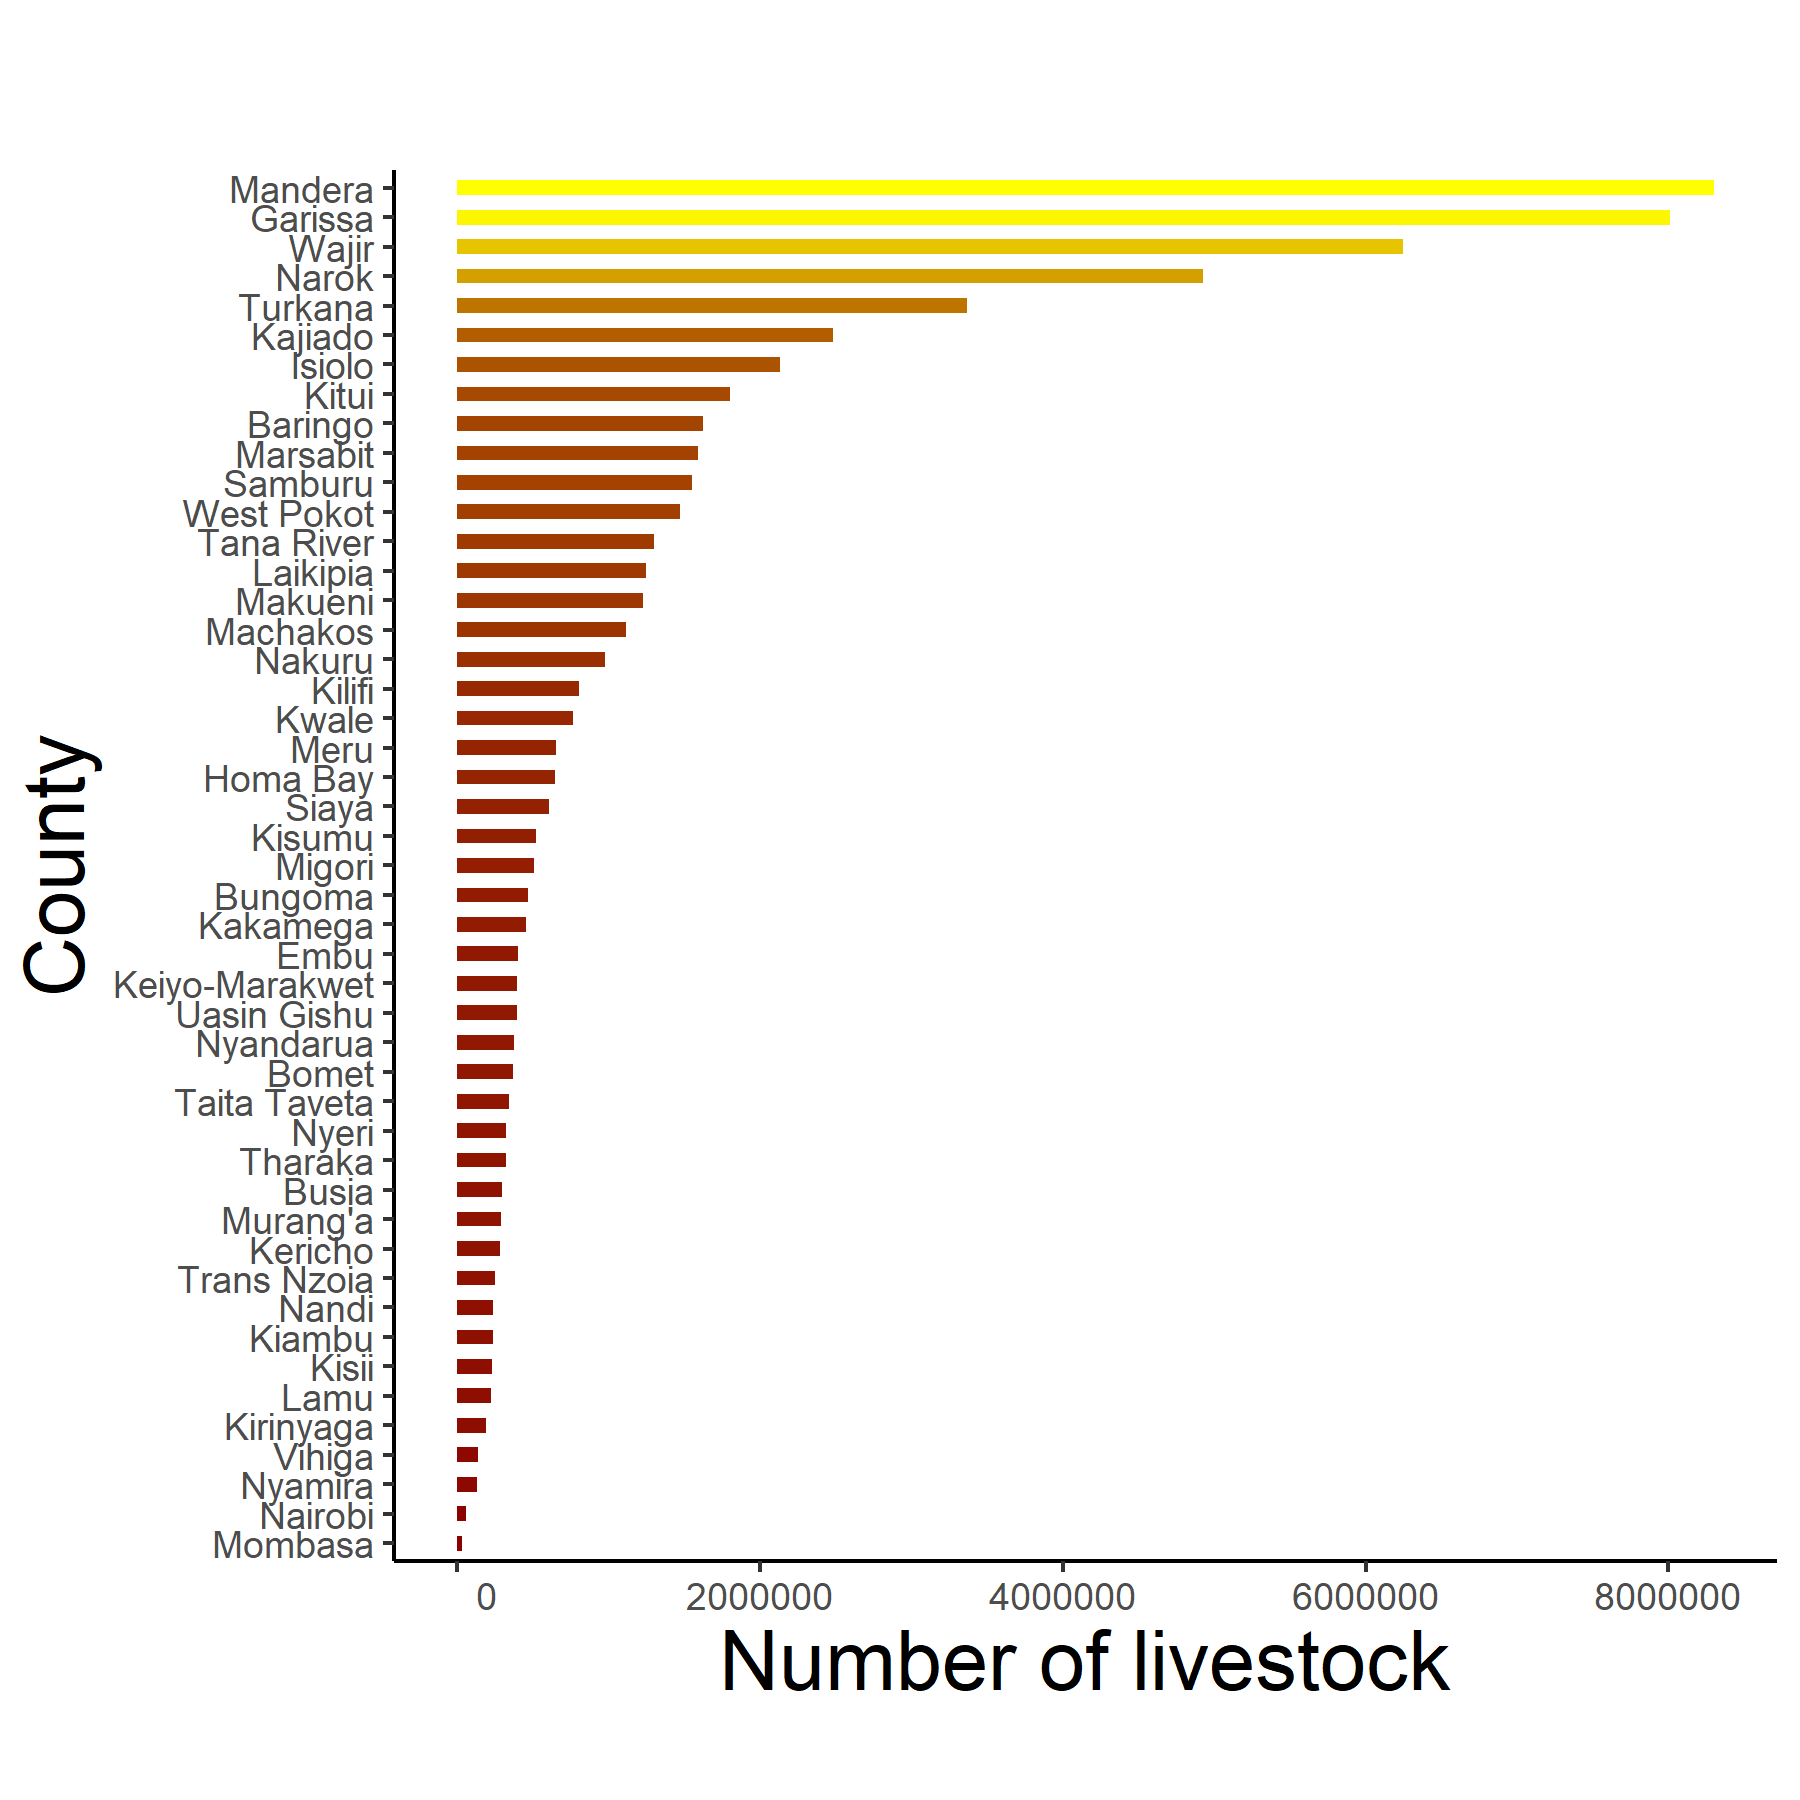 Mandera
Garissa
Wajir
Narok
Turkana
Kajiado
Isiolo
Kitui
Baringo
Marsabit
Samburu
West Pokot
Tana River
Laikipia
Makueni
Machakos
Nakuru
Kilifi
Kwale
Meru
Homa Bay
Siaya
Kisumu
Migori
Bungoma
Kakamega
Embu
Keiyo-Marakwet
Uasin Gishu
Nyandarua
Bomet
Taita Taveta
Nyeri
Tharaka
Busia
Murang'a
Kericho
Trans Nzoia
Nandi
Kiambu
Kisii
Lamu
Kirinyaga
Vihiga
Nyamira
Nairobi
Mombasa
County
0 2000000 4000000 6000000 8000000
Number of livestock